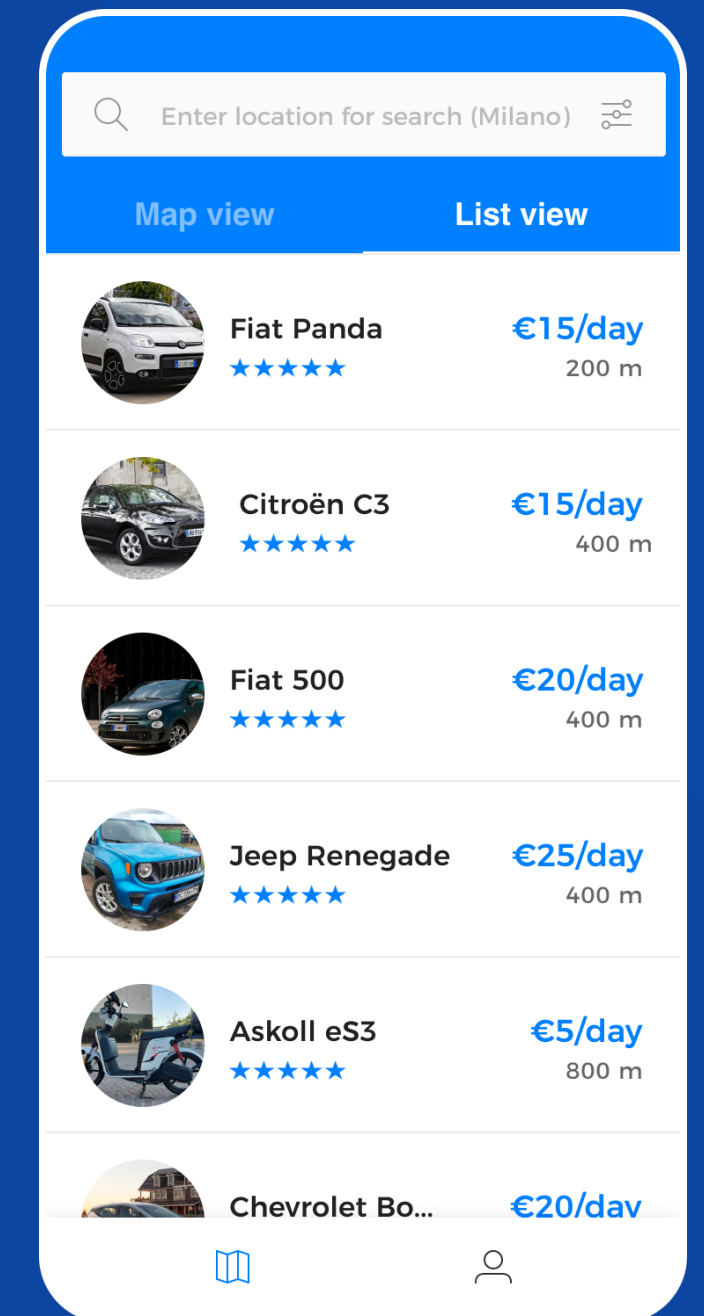 Enter location for search (Milano)
Map view
List view
Fiat Panda
€15/day
★★★★★
200 m
Citroën C3
€15/day
★★★★★
400 m
Fiat 500
€20/day
★★★★★
400 m
Jeep Renegade
€25/day
★★★★★
400 m
Askoll eS3
€5/day
★★★★★
800 m
Chevrolet Bo...
€20/day